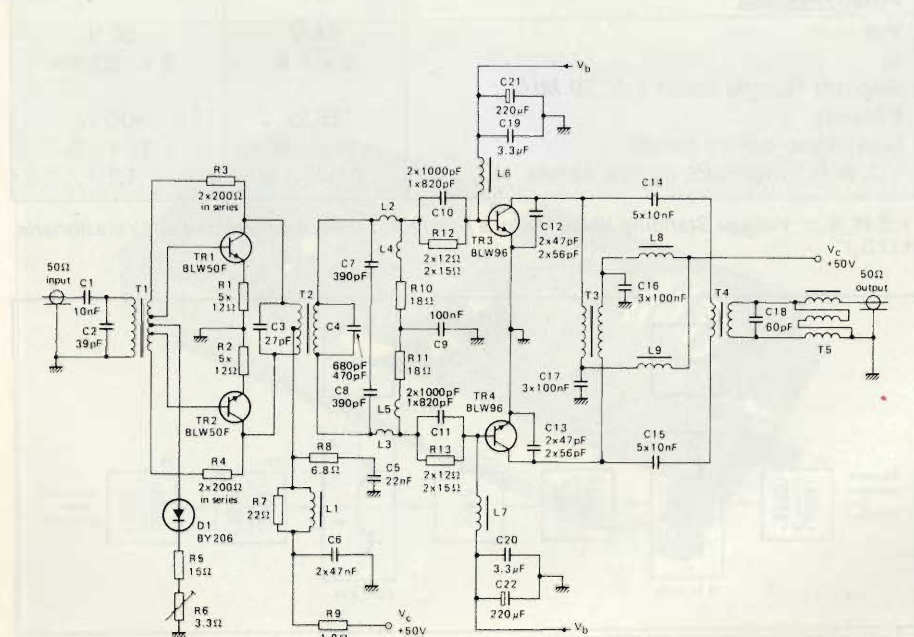 Vb
C21
220µF
C19
3.3µF
L6
R3
2×200Ω
in series
2×1000pF
1×820pF
C10
R12
2×12Ω
2×15Ω
L2
L4
TR1
BLW50F
TR3
BLW96
C12
2×47pF
2×56pF
C14
5×10nF
L8
Vc
+50V
50Ω
input
C1
10nF
C2
39pF
T1
R1
5×
12Ω
R2
5×
12Ω
C3
27pF
T2
C7
390pF
C4
680pF
470pF
C8
390pF
R10
18Ω
100nF
C9
R11
18Ω
T3
C16
3×100nF
T4
C18
60pF
50Ω
output
T5
L9
C17
3×100nF
TR2
BLW50F
L5
L3
2×1000pF
1×820pF
C11
R13
2×12Ω
2×15Ω
TR4
BLW96
C13
2×47pF
2×56pF
C15
5×10nF
R4
2×200Ω
in series
R8
6.8Ω
C5
22nF
R7
22Ω
L1
L7
D1
BY206
R5
15Ω
R6
3.3Ω
C6
2×47nF
C20
3.3µF
C22
220µF
R9
Vc
+50V
Vb